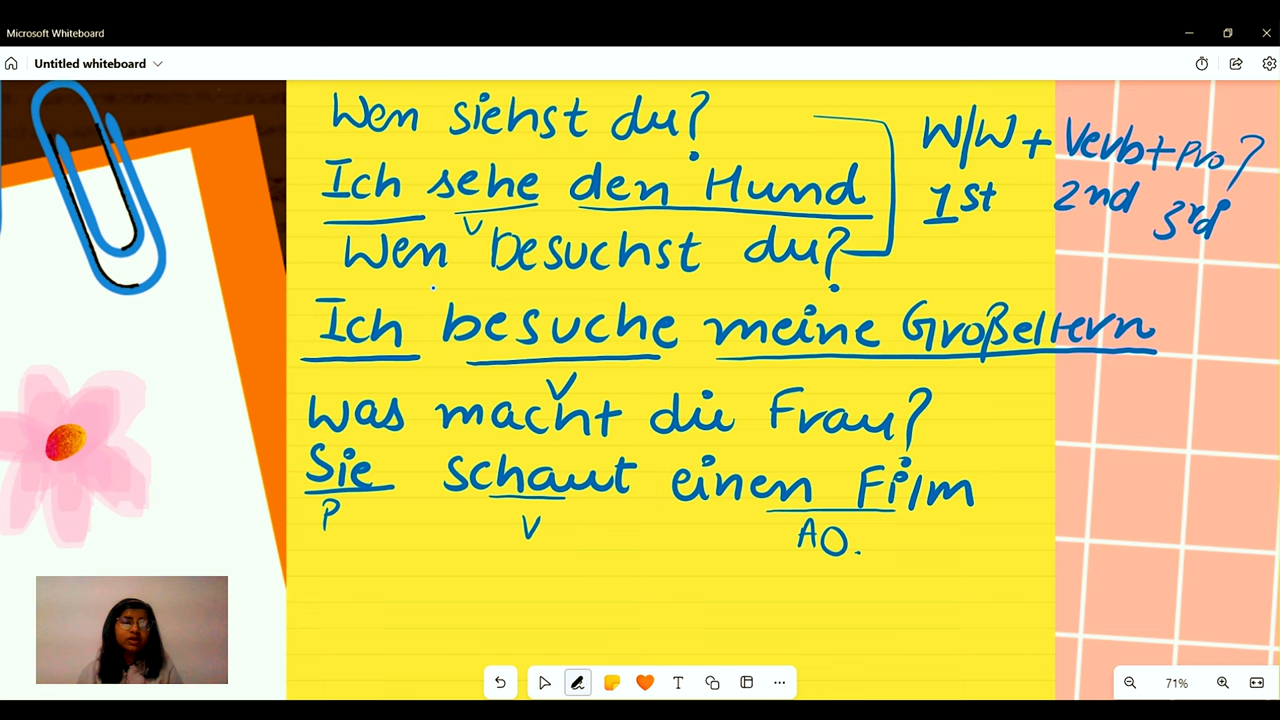 Microsoft Whiteboard
Untitled whiteboard
Wen siehst du?
Ich sehe den Hund
V
Wen besuchst du?
Ich besuche meine Großeltern
V
Was macht die Frau?
Sie schaut einen Film
P V AO.
W/W + Verb + Pro?
1st 2nd 3rd
71%